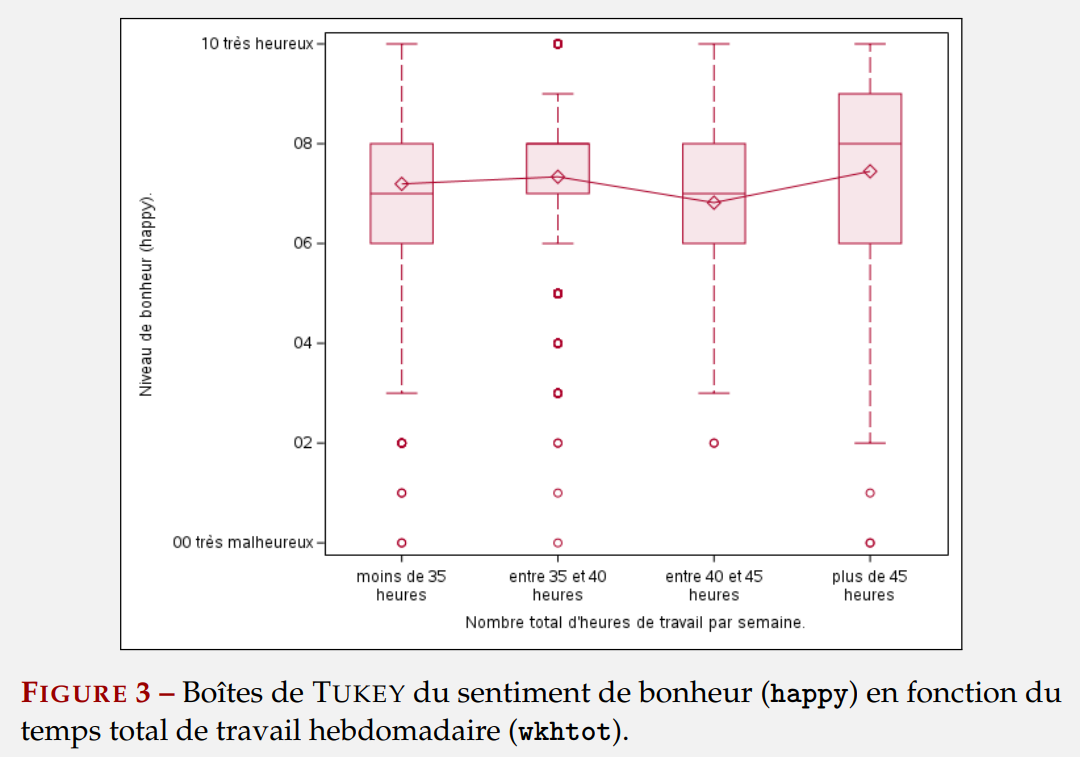 10 très heureux
08
06
04
02
00 très malheureux
Niveau de bonheur (happy).
moins de 35
heures
entre 35 et 40
heures
entre 40 et 45
heures
plus de 45
heures
Nombre total d'heures de travail par semaine.
FIGURE 3 – Boîtes de TUKEY du sentiment de bonheur (happy) en fonction du
temps total de travail hebdomadaire (wkhtot).